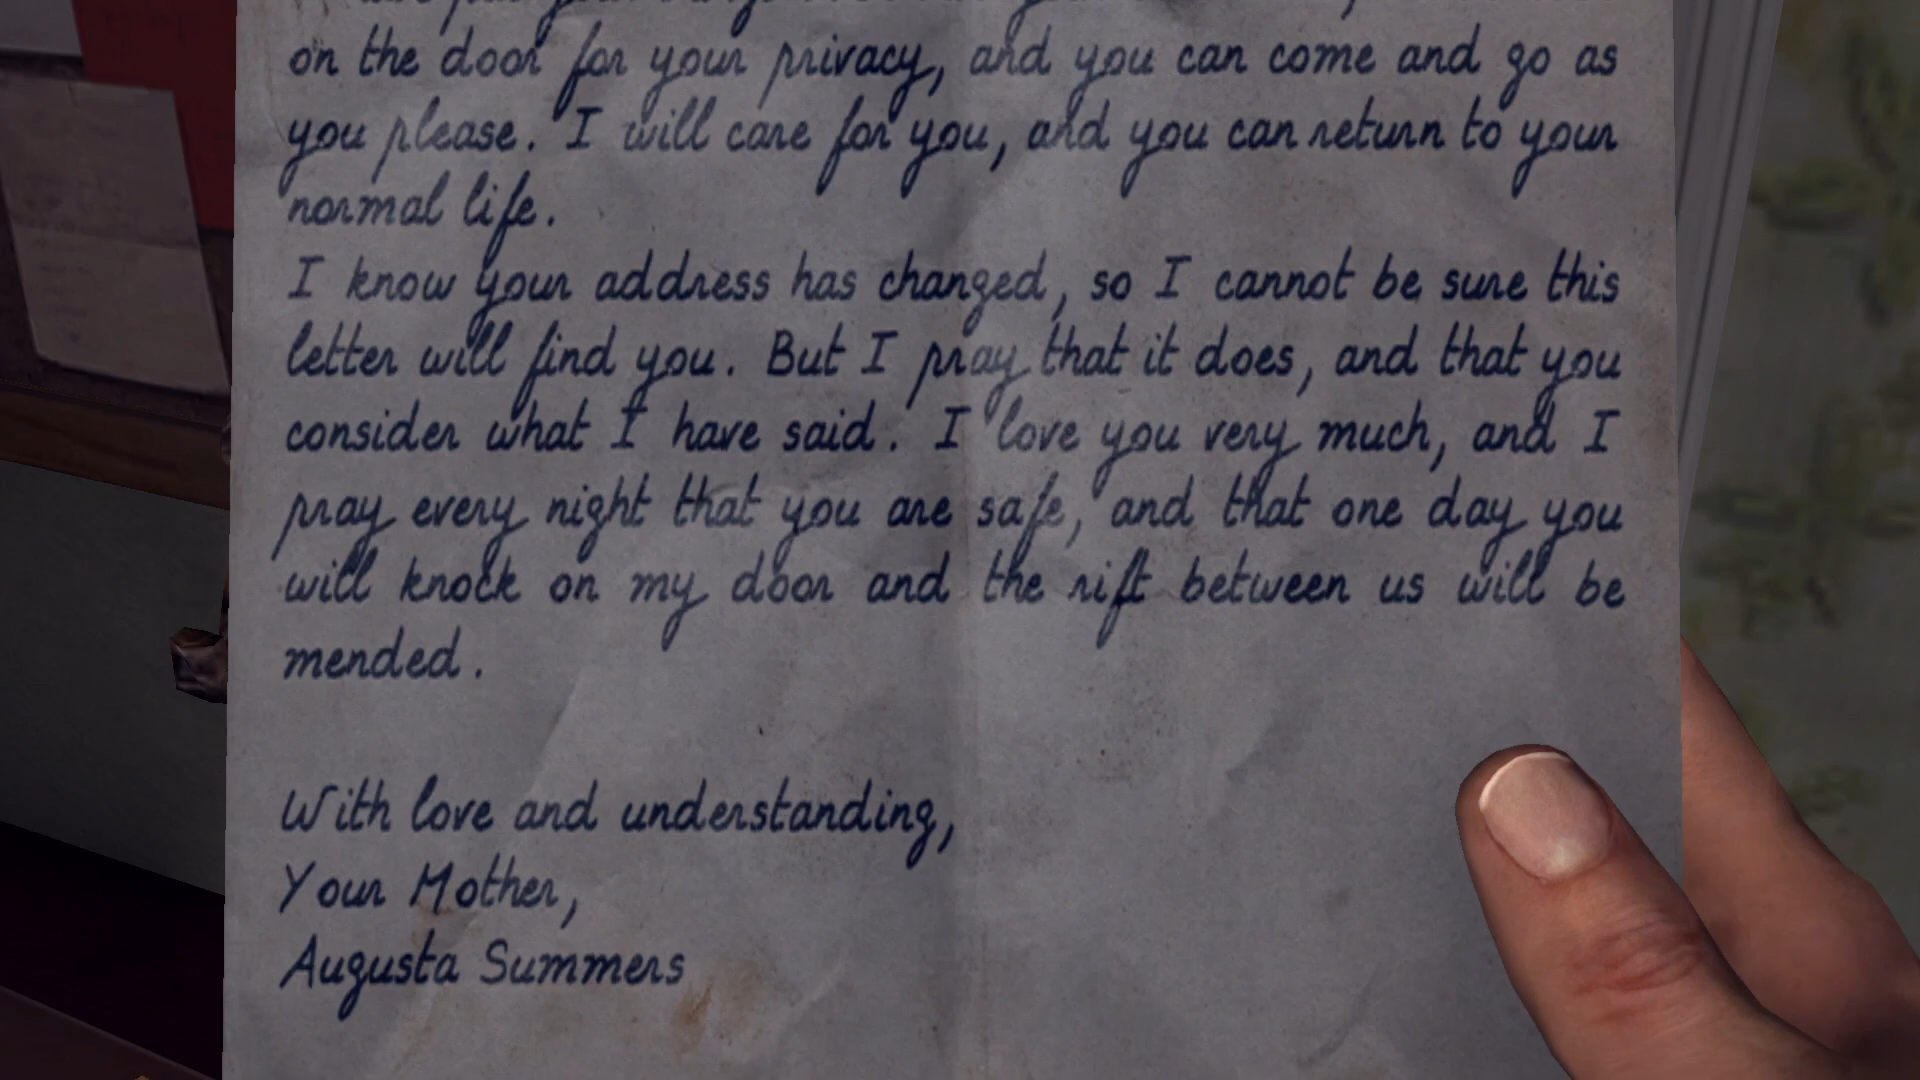 on the door for your privacy, and you can come and go as
you please. I will care for you, and you can return to your
normal life.
I know your address has changed, so I cannot be sure this
letter will find you. But I pray that it does, and that you
consider what I have said. I love you very much, and I
pray every night that you are safe, and that one day you
will knock on my door and the rift between us will be
mended.
With love and understanding,
Your Mother,
Augusta Summers